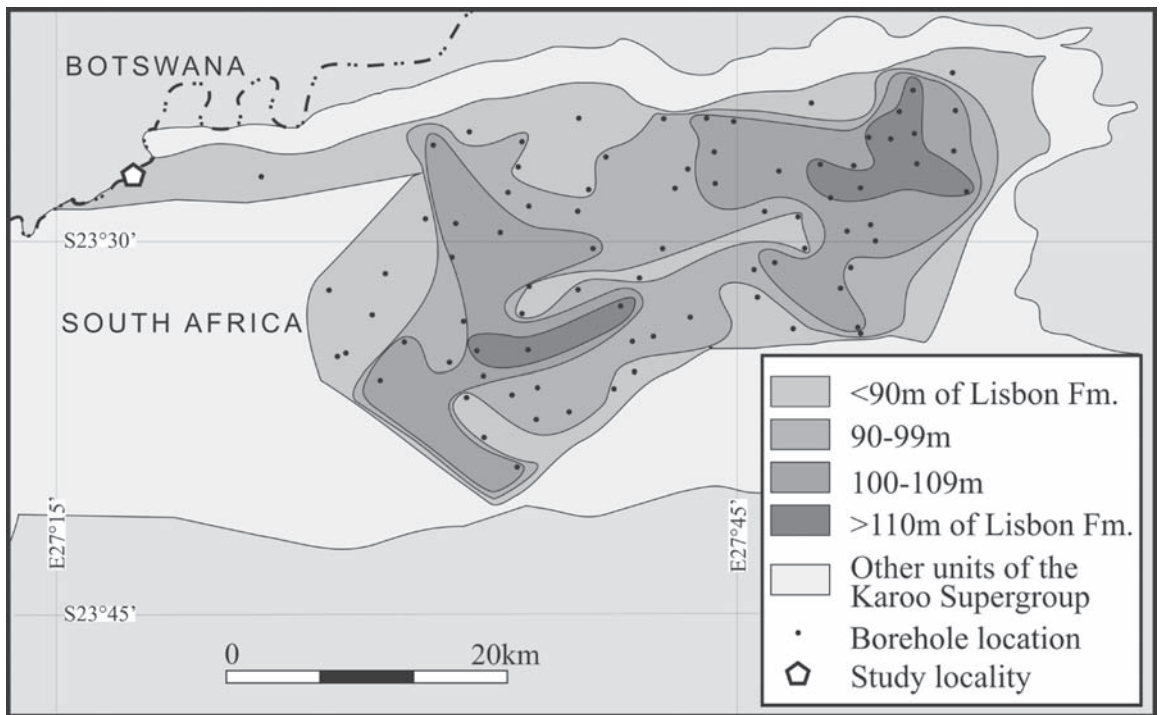 BOTSWANA
S23°30'
SOUTH AFRICA
E27°15'
E27°45'
S23°45'
0 20km
<90m of Lisbon Fm.
90-99m
100-109m
>110m of Lisbon Fm.
Other units of the
Karoo Supergroup
Borehole location
Study locality